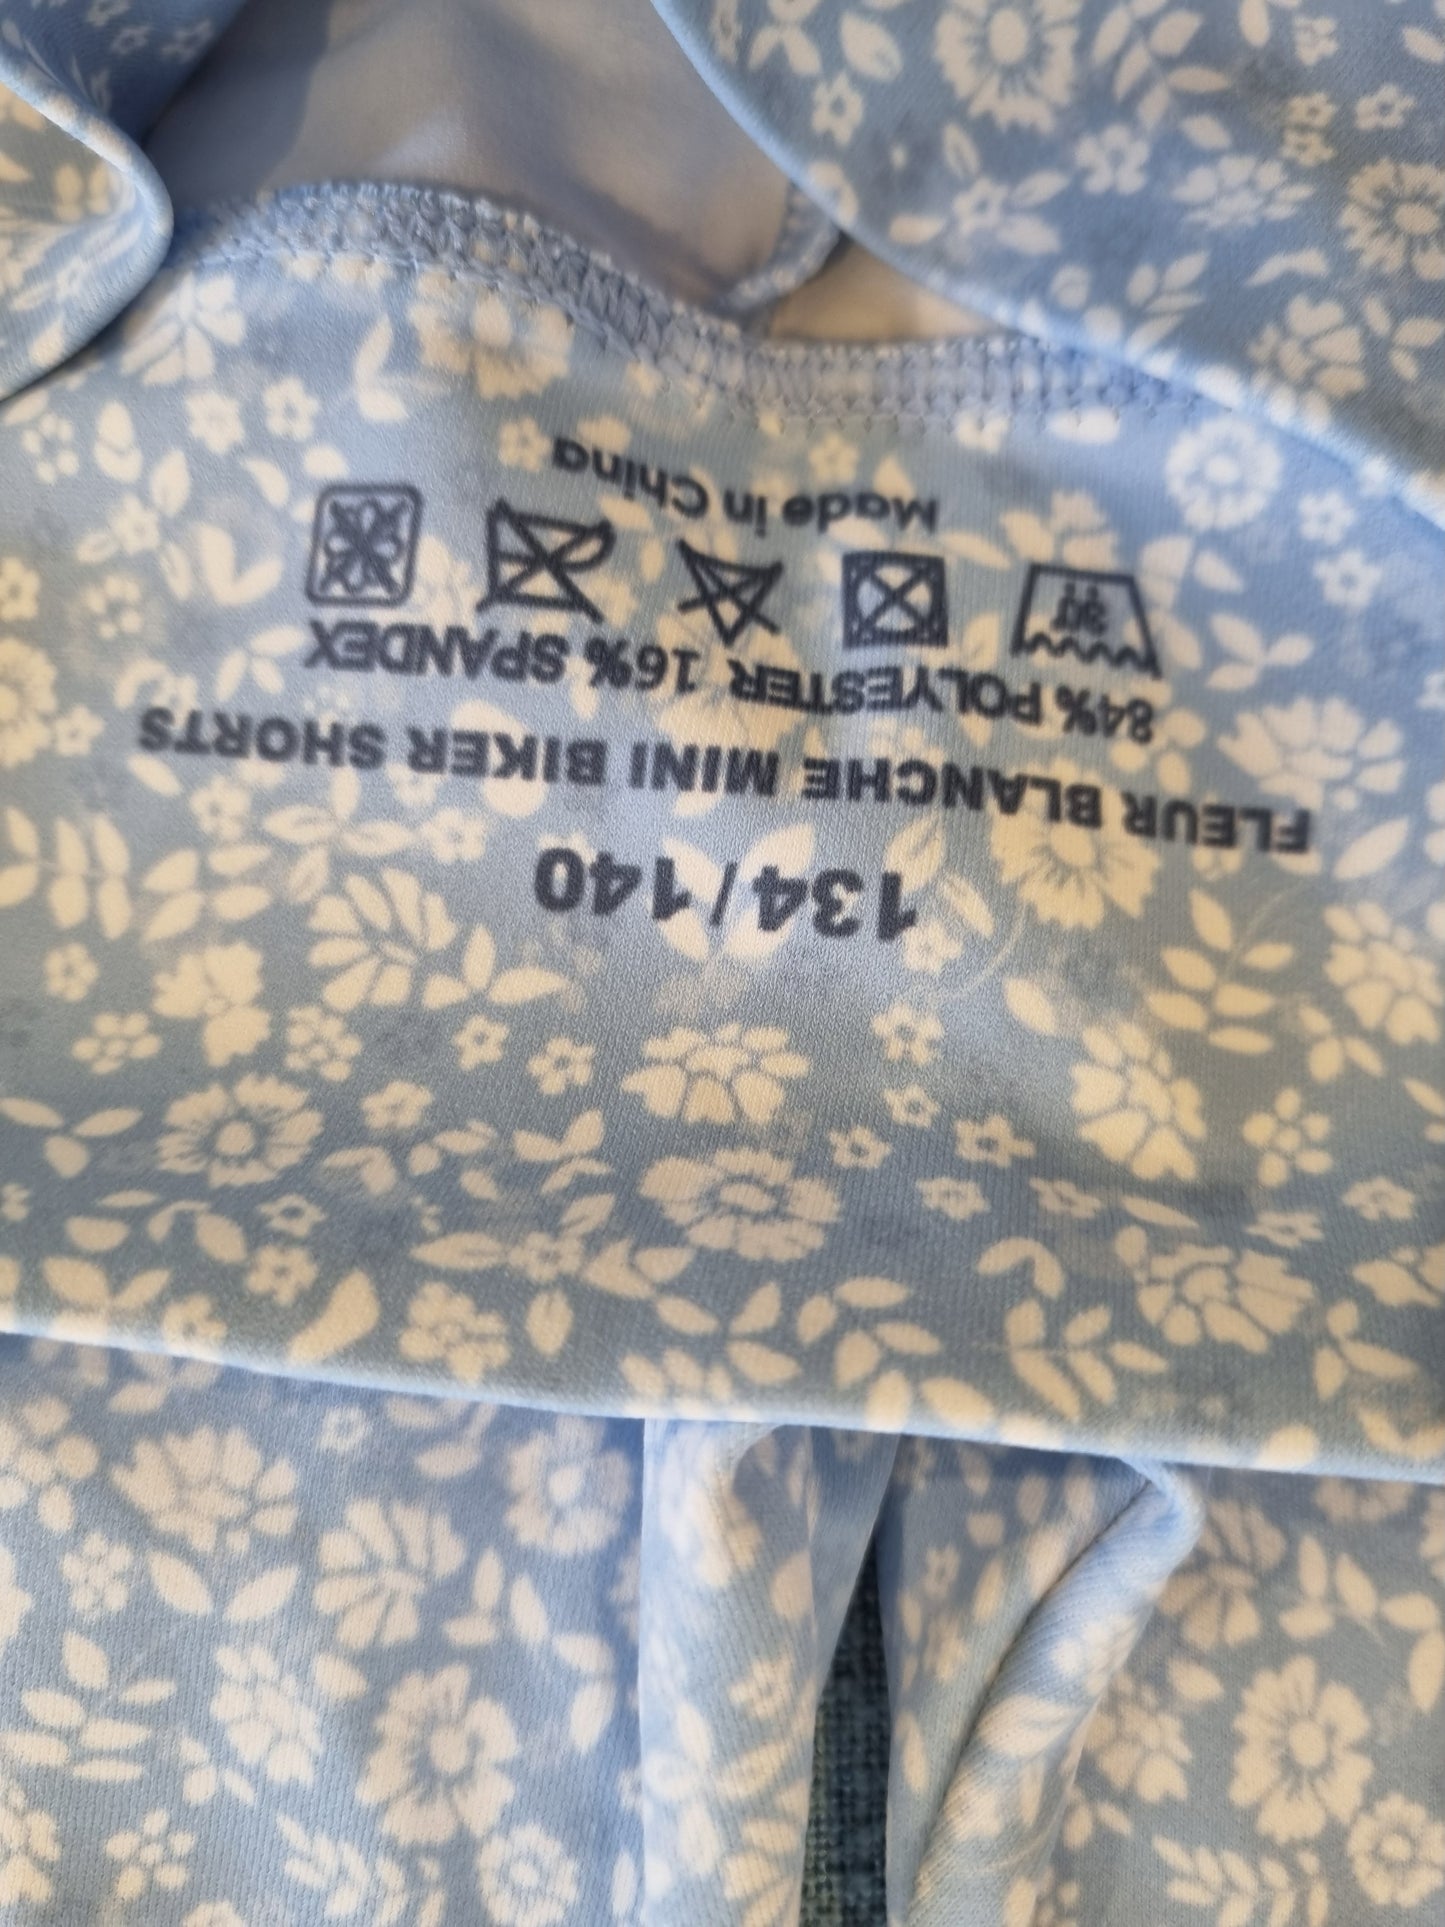 134/140
FLEUR BLANCHE MINI BIKER SHORTS
84% POLYESTER 16% SPANDEX
30
Made in China